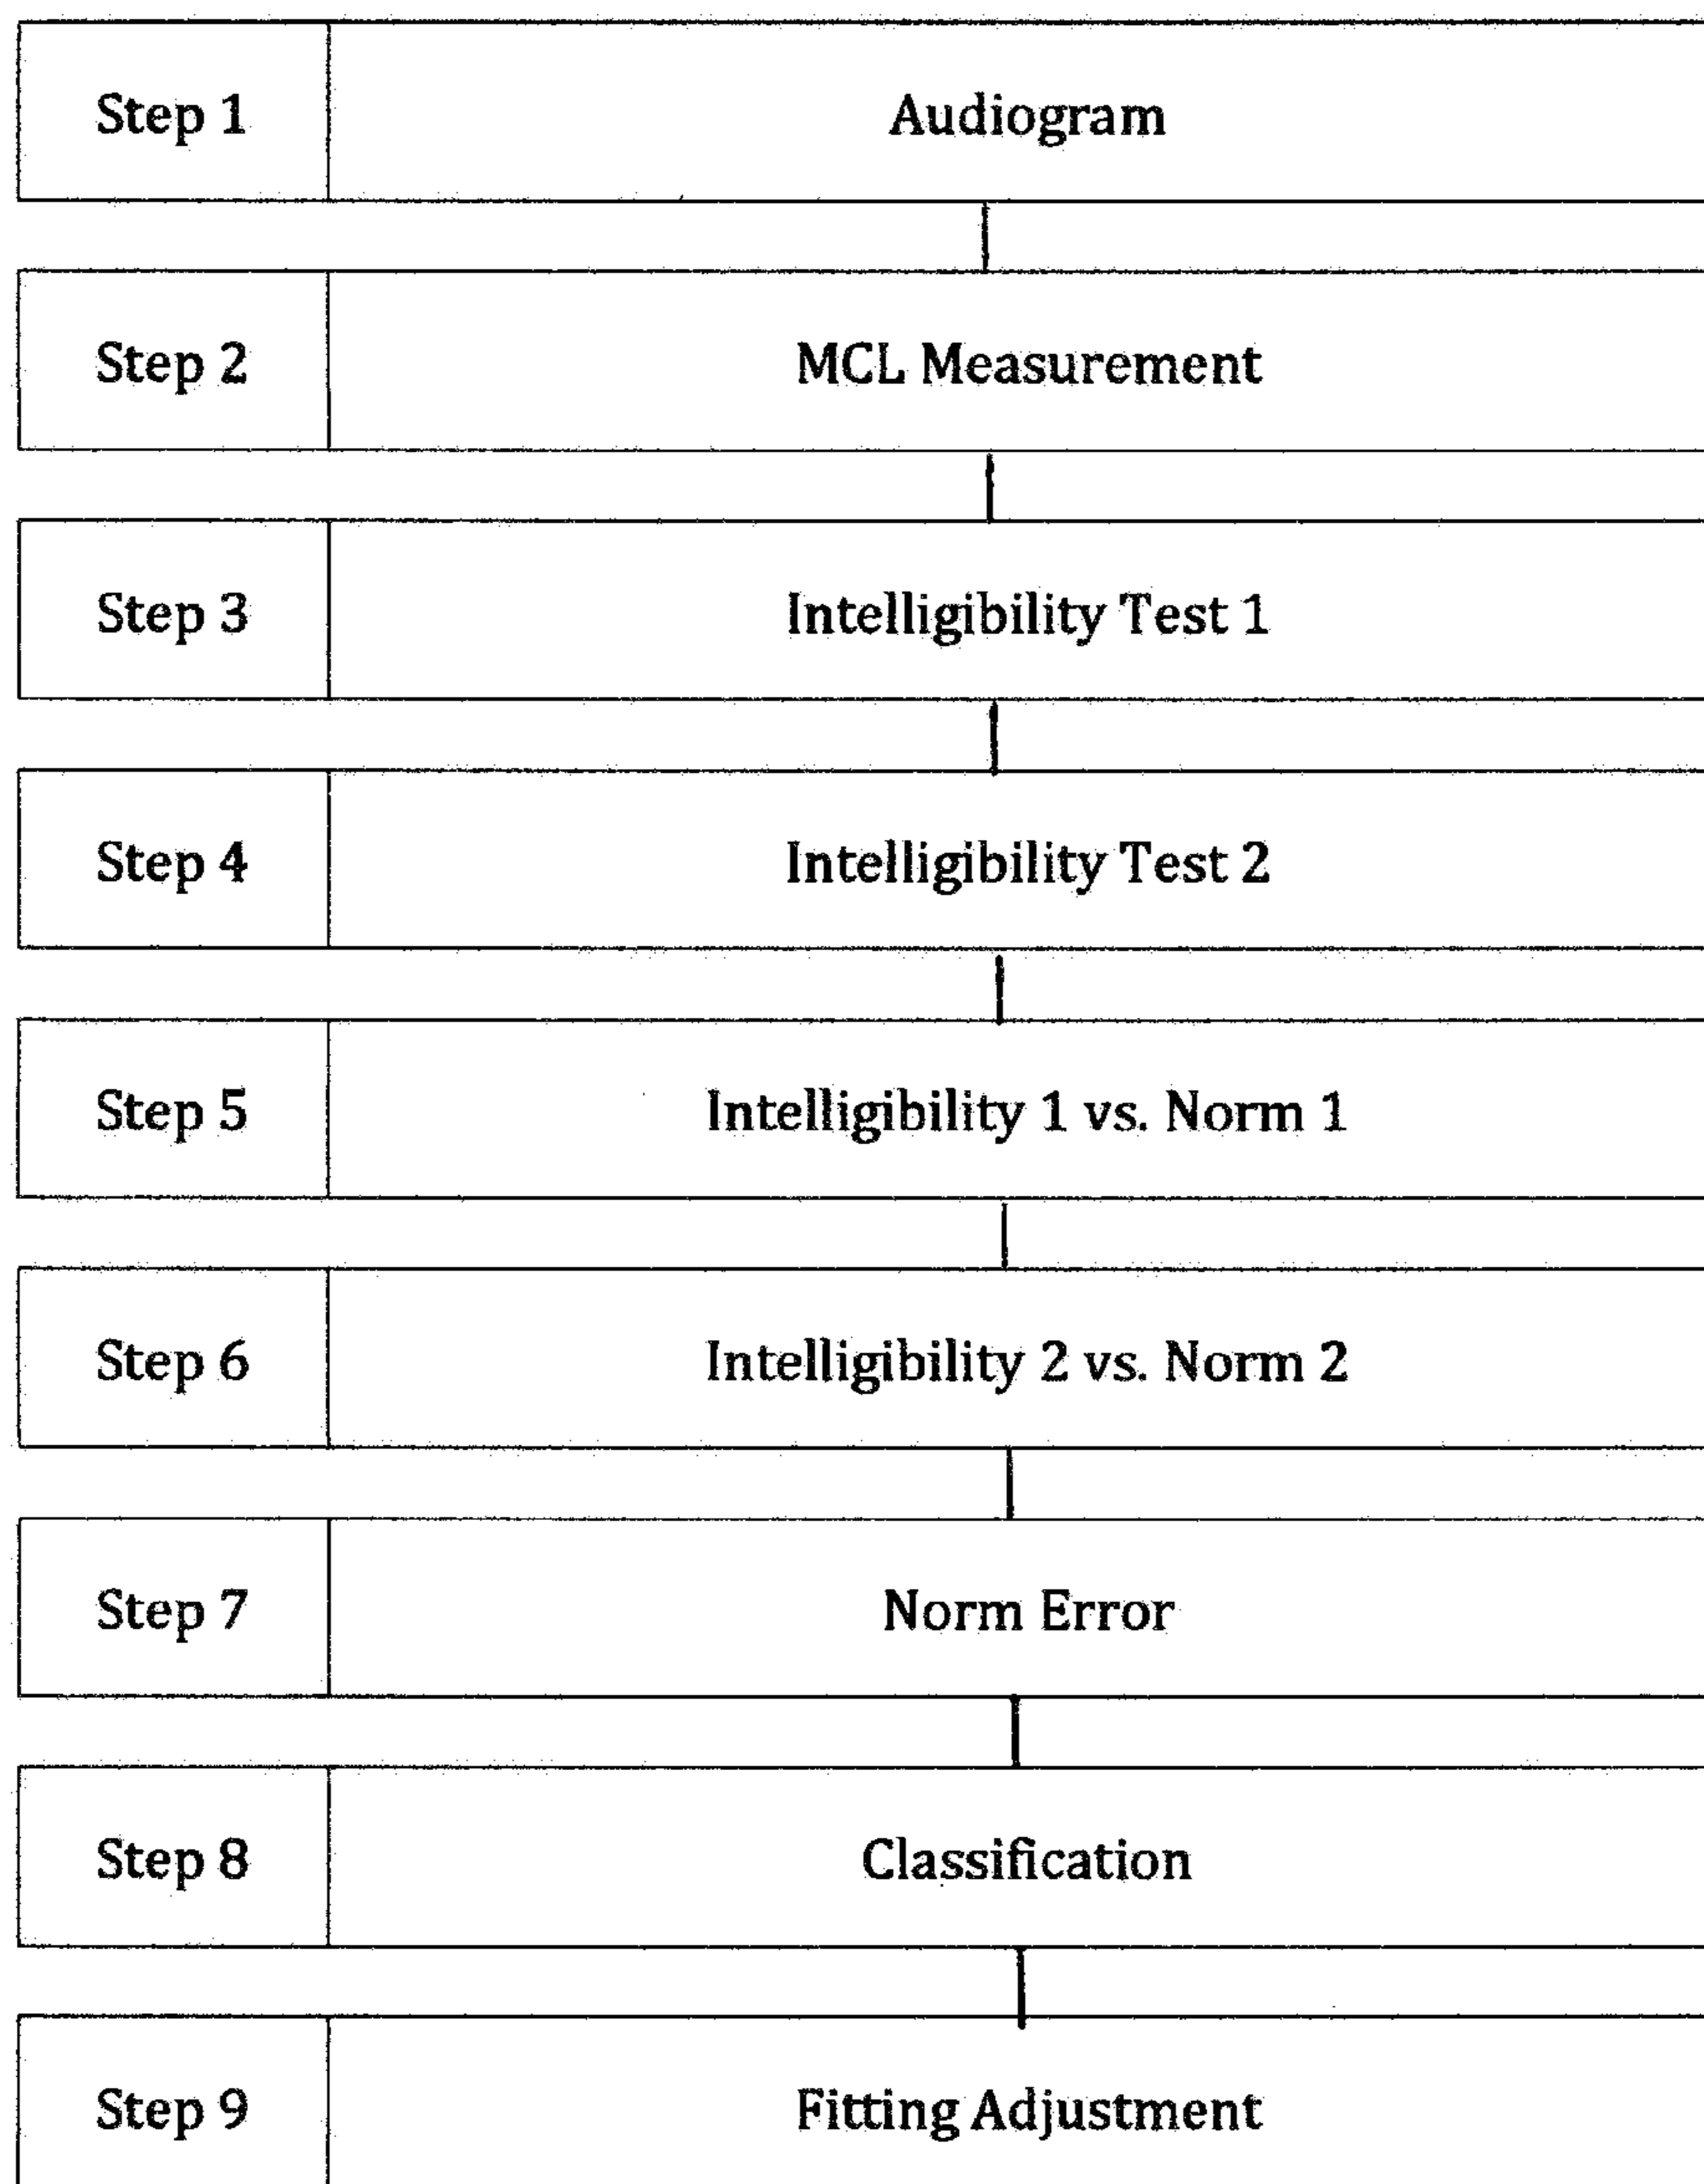 Step 1 Audiogram
Step 2 MCL Measurement
Step 3 Intelligibility Test 1
Step 4 Intelligibility Test 2
Step 5 Intelligibility 1 vs. Norm 1
Step 6 Intelligibility 2 vs. Norm 2
Step 7 Norm Error
Step 8 Classification
Step 9 Fitting Adjustment